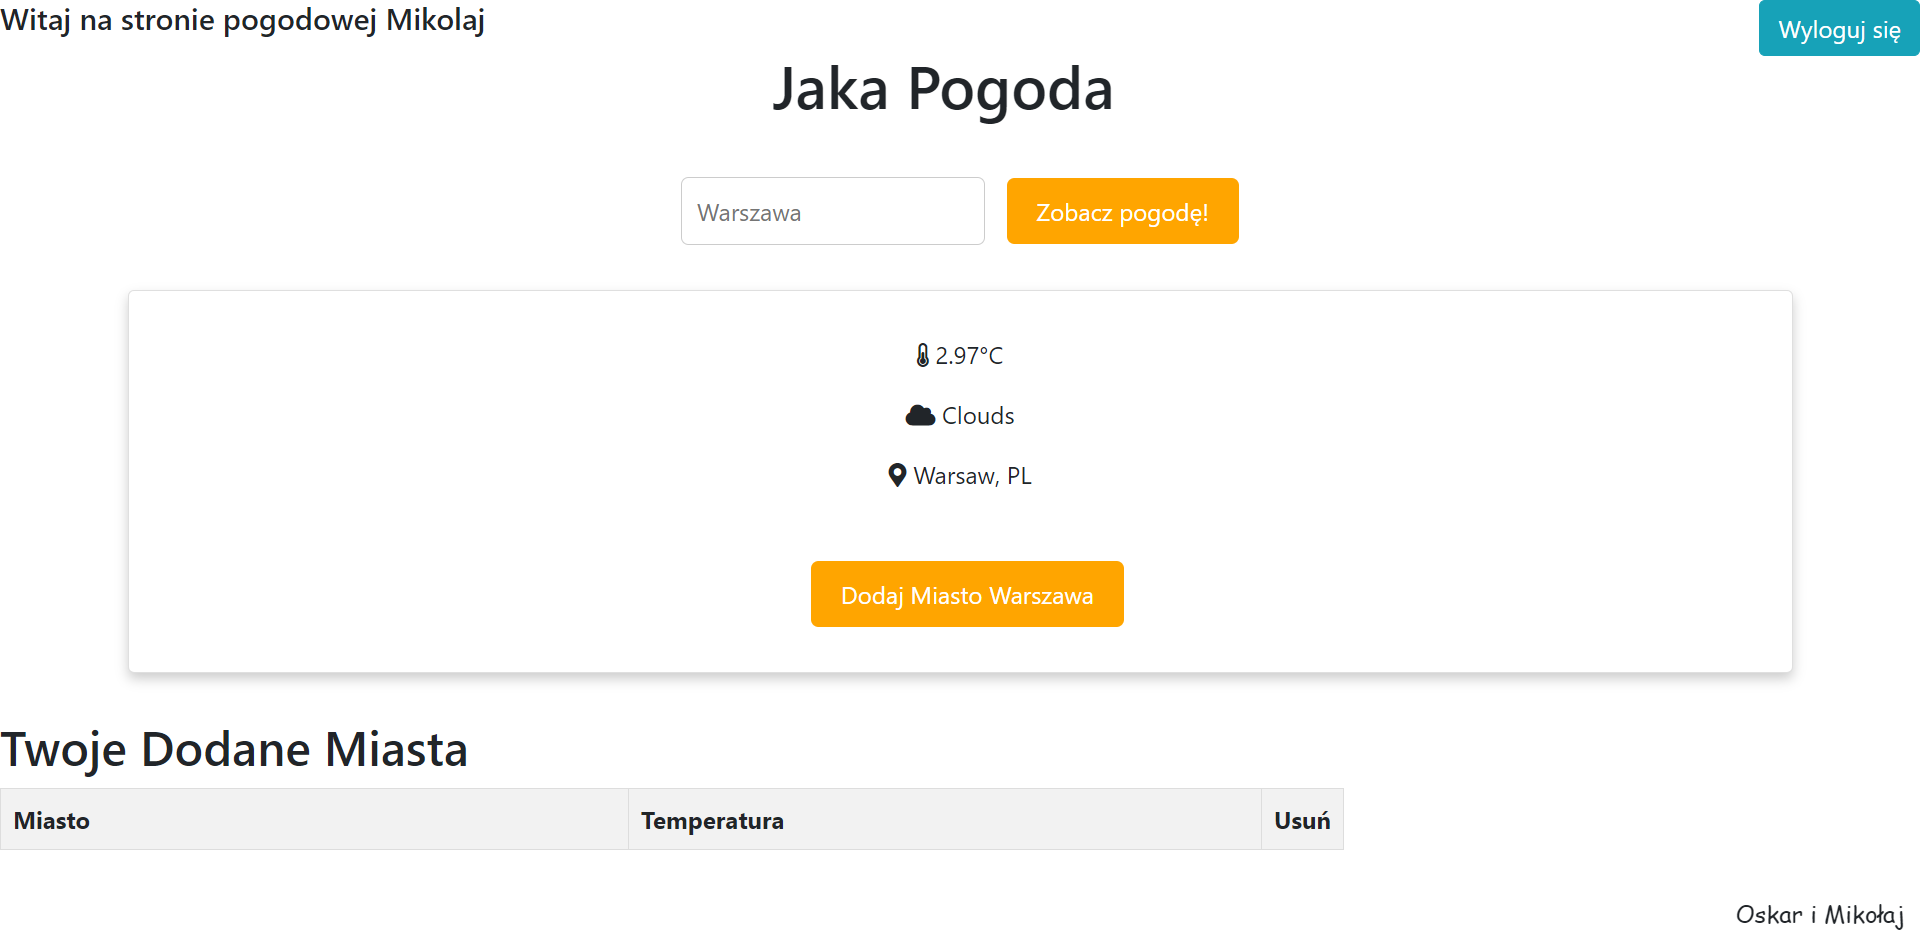 Witaj na stronie pogodowej Mikolaj
Wyloguj się
Jaka Pogoda
Warszawa
Zobacz pogodę!
2.97°C
Clouds
Warsaw, PL
Dodaj Miasto Warszawa
Twoje Dodane Miasta
Miasto Temperatura Usuń
Oskar i Mikołaj